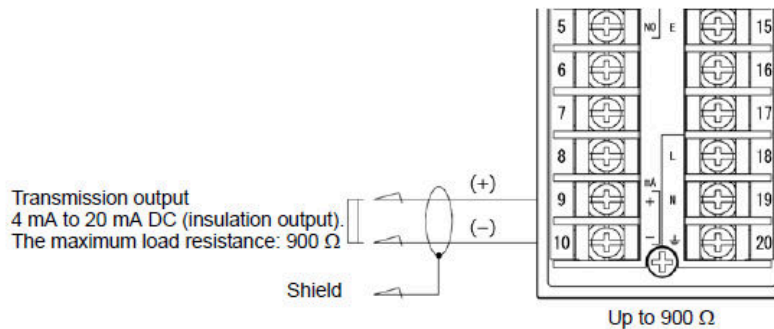 5 NO E 15
6 16
7 17
8 L 18
(+) mA
9 + N 19
(−)
10 − 20
Transmission output
4 mA to 20 mA DC (insulation output).
The maximum load resistance: 900 Ω
Shield
Up to 900 Ω